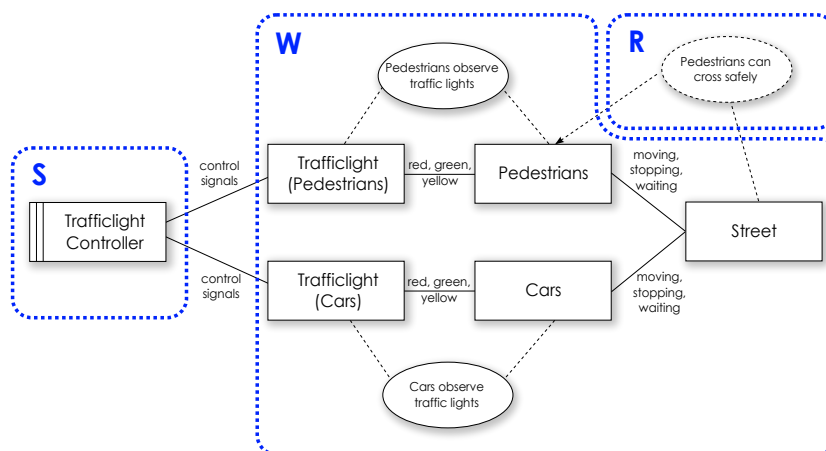 W
R
Pedestrians observe
traffic lights
Pedestrians can
cross safely
S
control
signals
Trafficlight
(Pedestrians)
red, green,
yellow
Pedestrians
moving,
stopping,
waiting
Trafficlight
Controller
Street
control
signals
Trafficlight
(Cars)
red, green,
yellow
Cars
moving,
stopping,
waiting
Cars observe
traffic lights